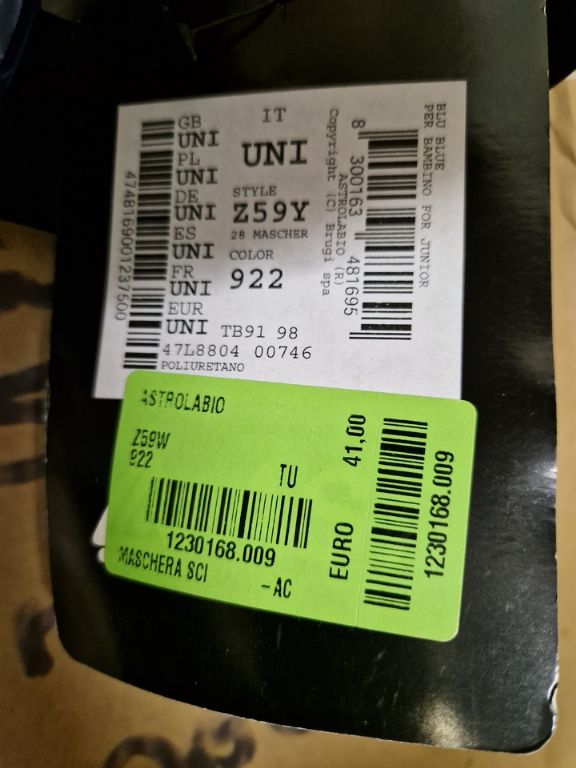 GB
UNI
PL
UNI
DE
UNI
ES
UNI
FR
UNI
EUR
UNI
IT
UNI
STYLE
Z59Y
28 MASCHER
COLOR
922
TB91 98
47L8804 00746
POLIURETANO
4748169001237500
Copyright (C) Brugi spa
ASTROLABIO (R)
8 300163 481695
PER BAMBINO FOR JUNIOR
BLU BLUE
ASTROLABIO
Z59W
922
TU
1230168.009
MASCHERA SCI
-AC
EURO 41,00
1230168.009